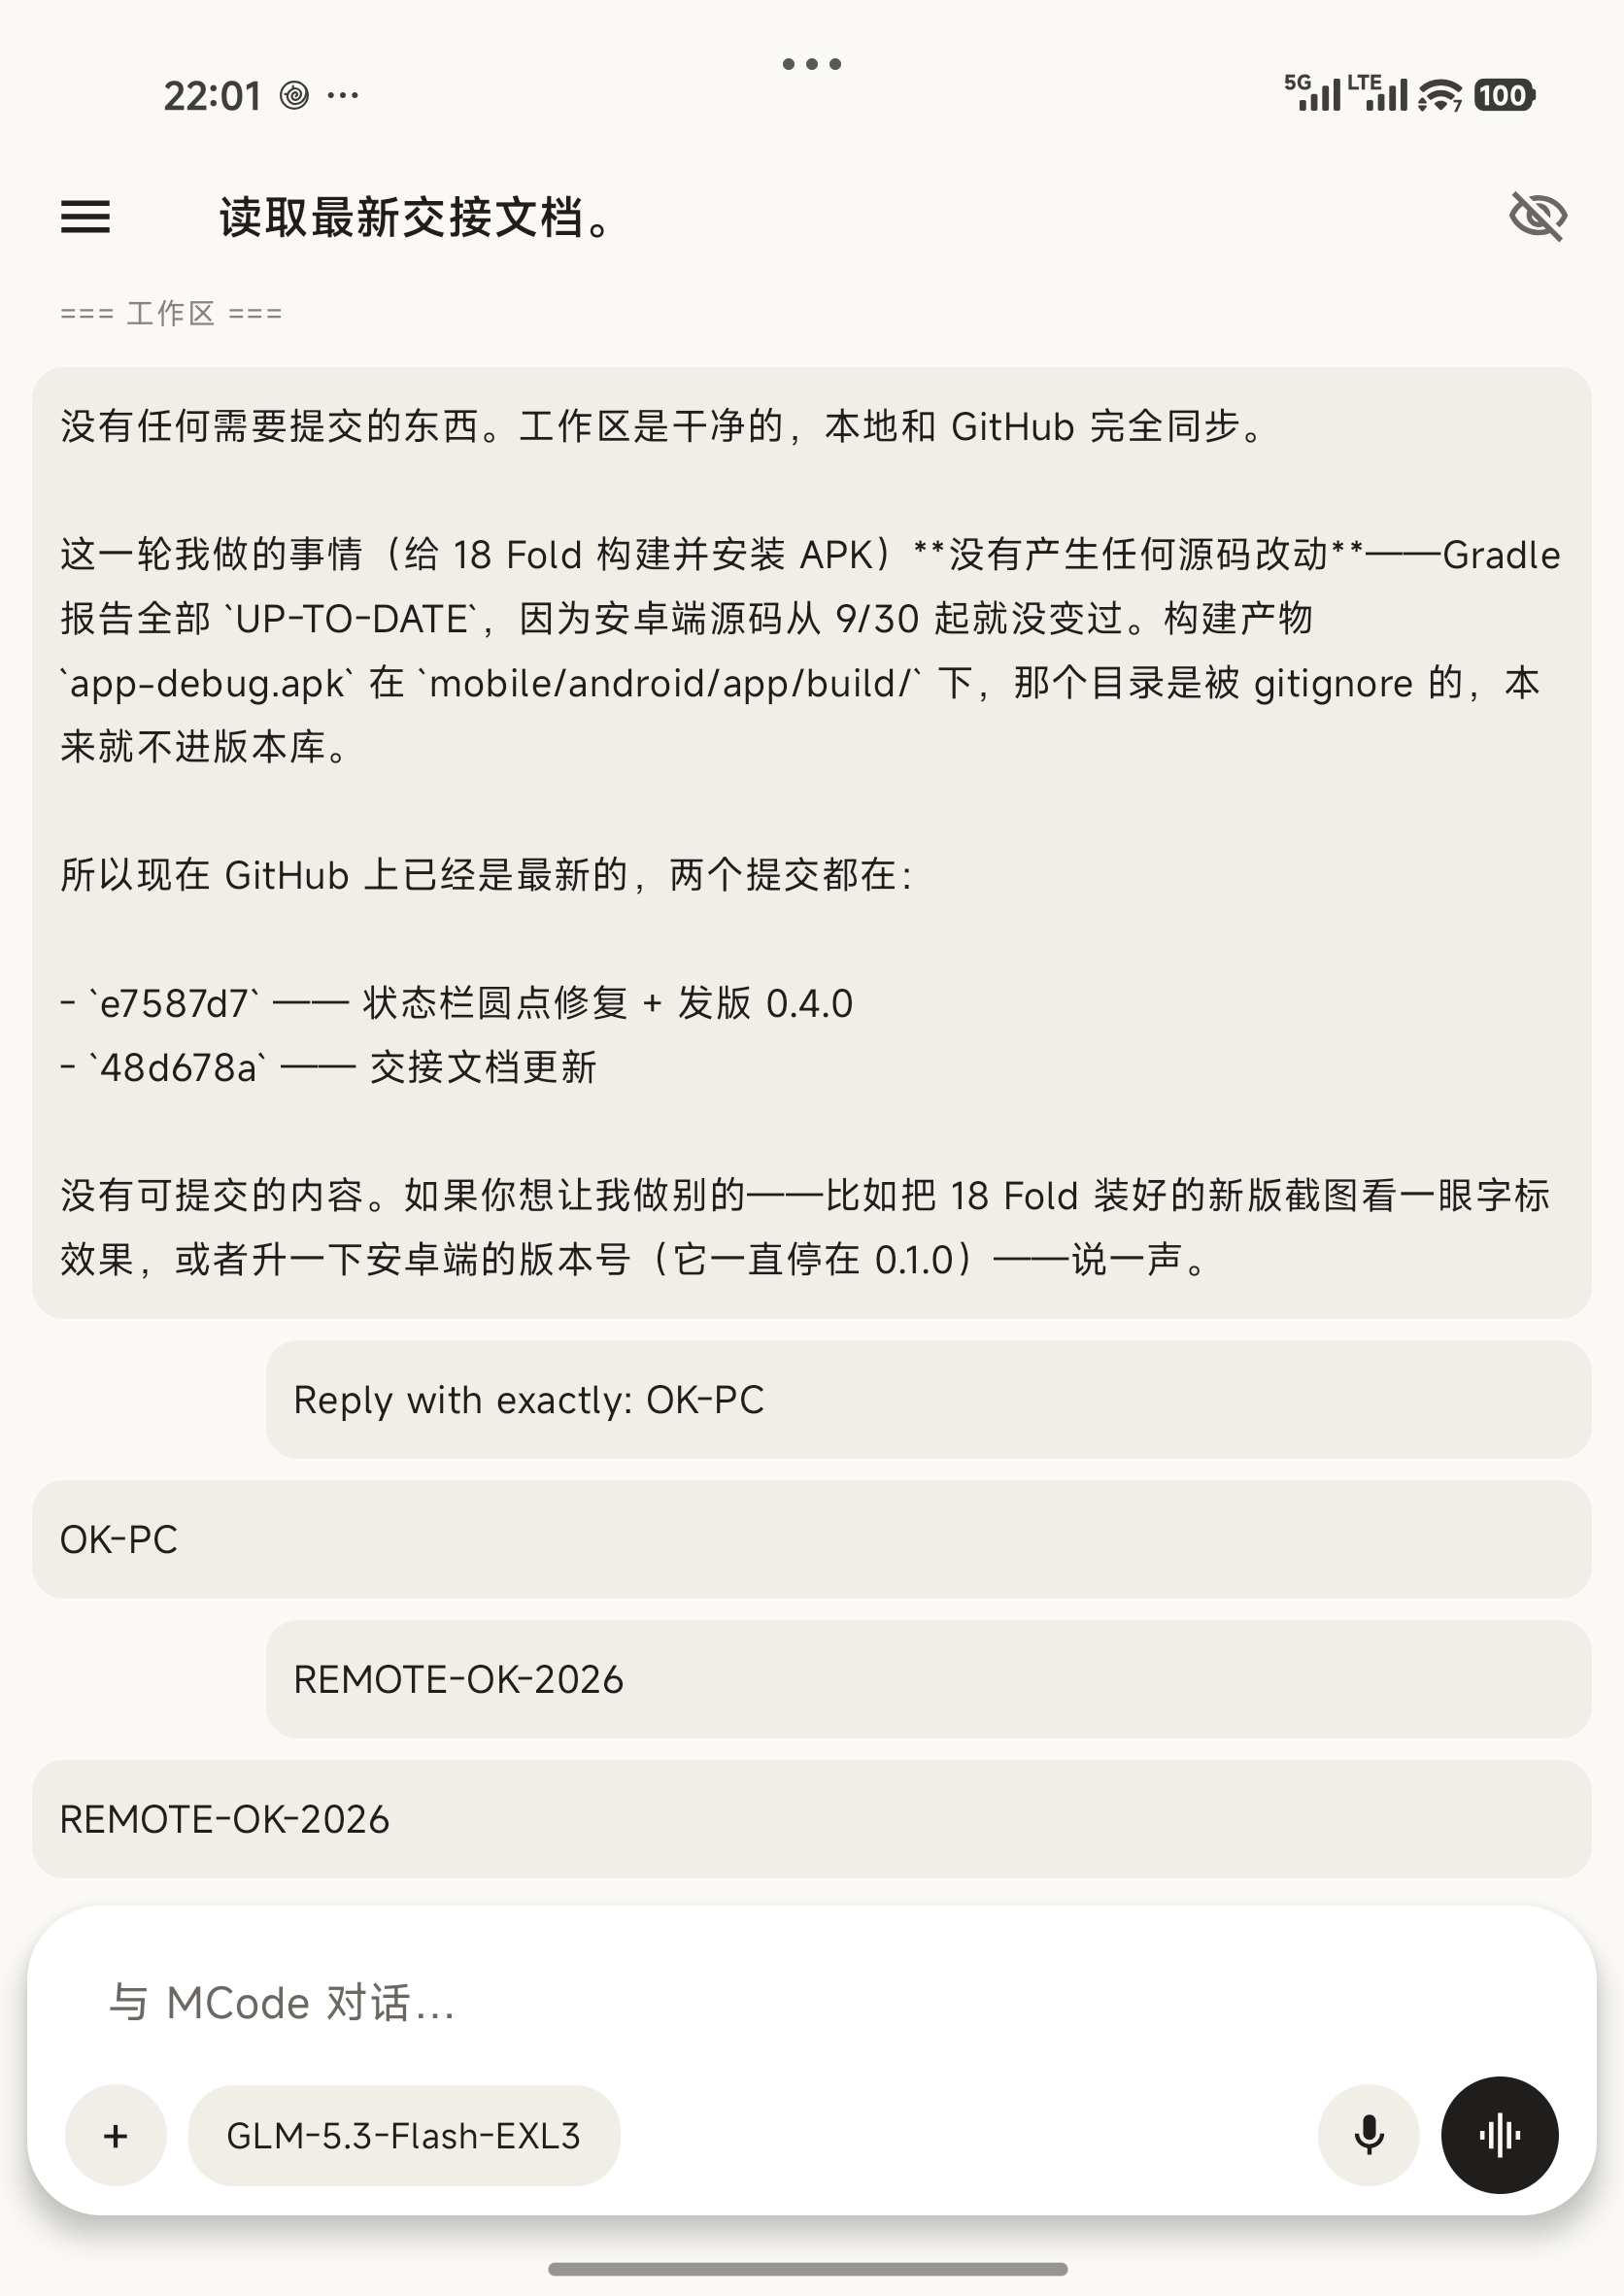 22:01
5G LTE 7 100
读取最新交接文档。
=== 工作区 ===
没有任何需要提交的东西。工作区是干净的，本地和 GitHub 完全同步。
这一轮我做的事情（给 18 Fold 构建并安装 APK）**没有产生任何源码改动**——Gradle
报告全部 `UP-TO-DATE`，因为安卓端源码从 9/30 起就没变过。构建产物
`app-debug.apk` 在 `mobile/android/app/build/` 下，那个目录是被 gitignore 的，本
来就不进版本库。
所以现在 GitHub 上已经是最新的，两个提交都在：
- `e7587d7` —— 状态栏圆点修复 + 发版 0.4.0
- `48d678a` —— 交接文档更新
没有可提交的内容。如果你想让我做别的——比如把 18 Fold 装好的新版截图看一眼字标
效果，或者升一下安卓端的版本号（它一直停在 0.1.0）——说一声。
Reply with exactly: OK-PC
OK-PC
REMOTE-OK-2026
REMOTE-OK-2026
与 MCode 对话...
+ GLM-5.3-Flash-EXL3